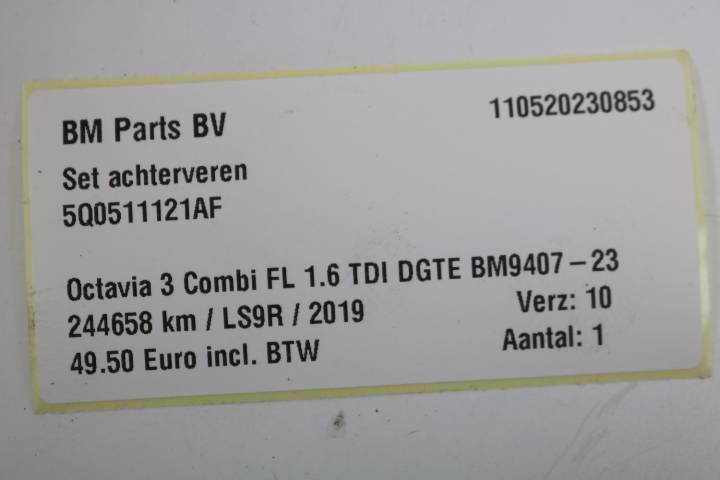 BM Parts BV
110520230853
Set achterveren
5Q0511121AF
Octavia 3 Combi FL 1.6 TDI DGTE BM9407-23
244658 km / LS9R / 2019
Verz: 10
49.50 Euro incl. BTW
Aantal: 1